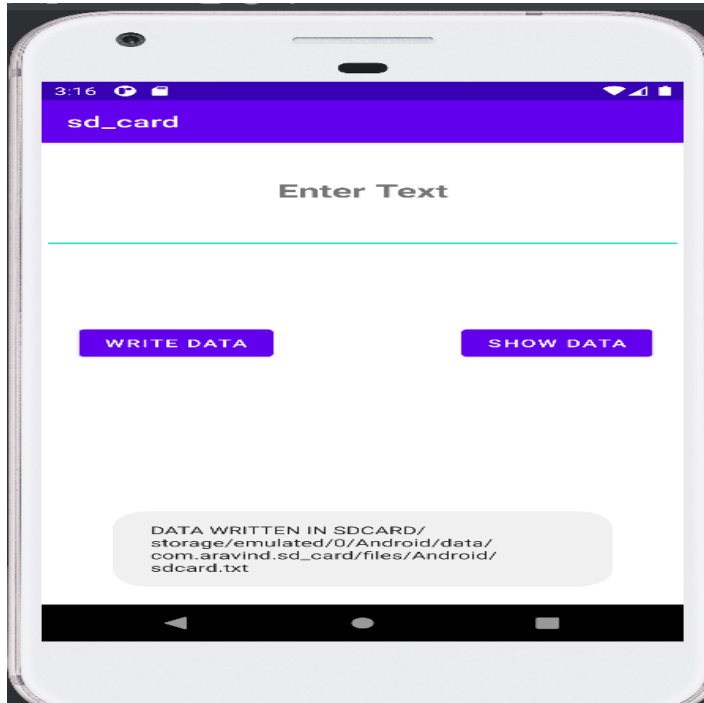 3:16
sd_card
Enter Text
WRITE DATA
SHOW DATA
DATA WRITTEN IN SDCARD/
storage/emulated/0/Android/data/
com.aravind.sd_card/files/Android/
sdcard.txt